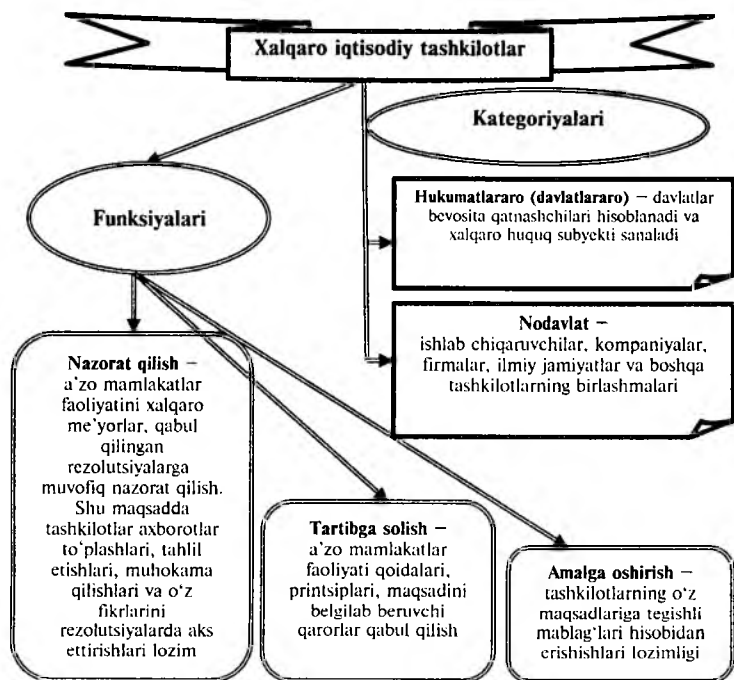 Xalqaro iqtisodiy tashkilotlar
Kategoriyalari
Funksiyalari
Hukumatlararo (davlatlararo) – davlatlar
bevosita qatnashchilari hisoblanadi va
xalqaro huquq subyekti sanaladi
Nodavlat –
ishlab chiqaruvchilar, kompaniyalar,
firmalar, ilmiy jamiyatlar va boshqa
tashkilotlarning birlashmalari
Nazorat qilish –
a'zo mamlakatlar
faoliyatini xalqaro
me'yorlar, qabul
qilingan
rezolutsiyalarga
muvofiq nazorat qilish.
Shu maqsadda
tashkilotlar axborotlar
to'plashlari, tahlil
etishlari, muhokama
qilishlari va o'z
fikrlarini
rezolutsiyalarda aks
ettirishlari lozim
Tartibga solish –
a'zo mamlakatlar
faoliyati qoidalari,
printsiplari, maqsadini
belgilab beruvchi
qarorlar qabul qilish
Amalga oshirish –
tashkilotlarning o'z
maqsadlariga tegishli
mablag'lari hisobidan
erishishlari lozimligi